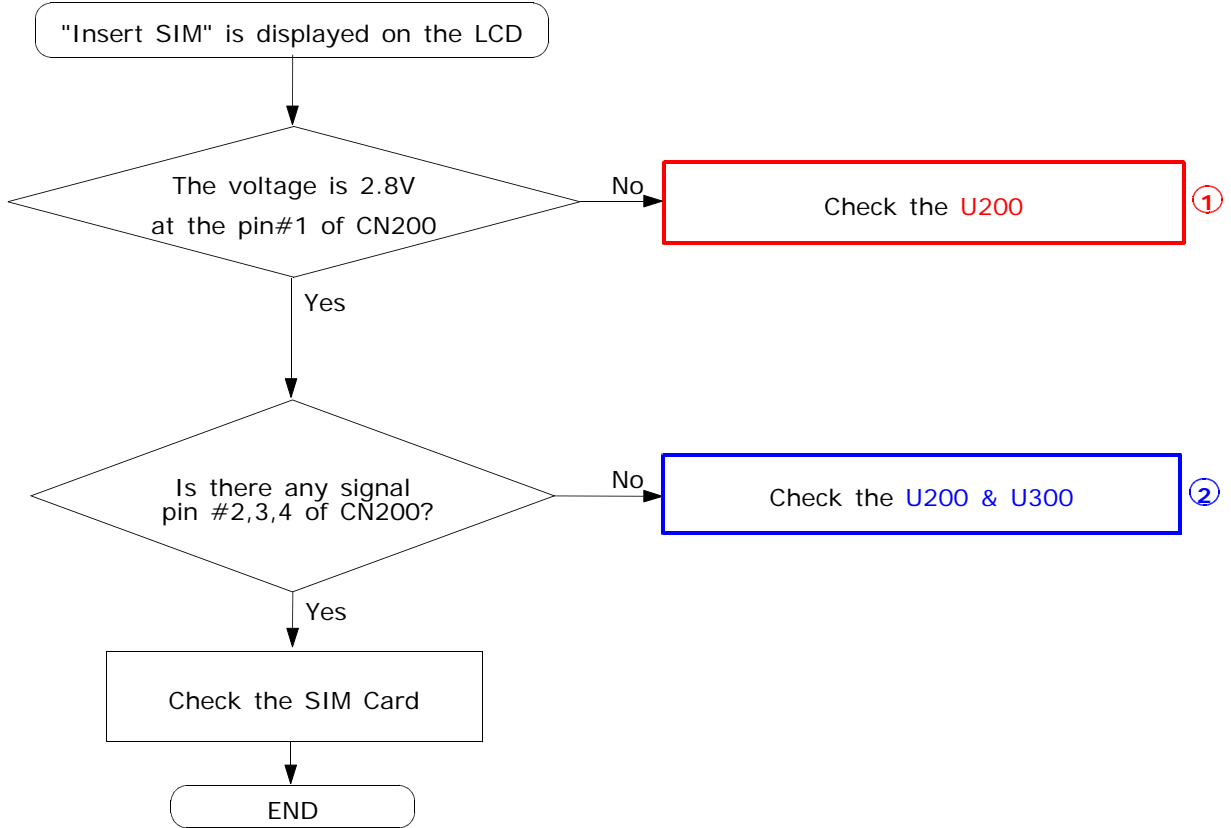 "Insert SIM" is displayed on the LCD
The voltage is 2.8V
at the pin#1 of CN200
No
Check the U200
1
Yes
Is there any signal
pin #2,3,4 of CN200?
No
Check the U200 & U300
2
Yes
Check the SIM Card
END